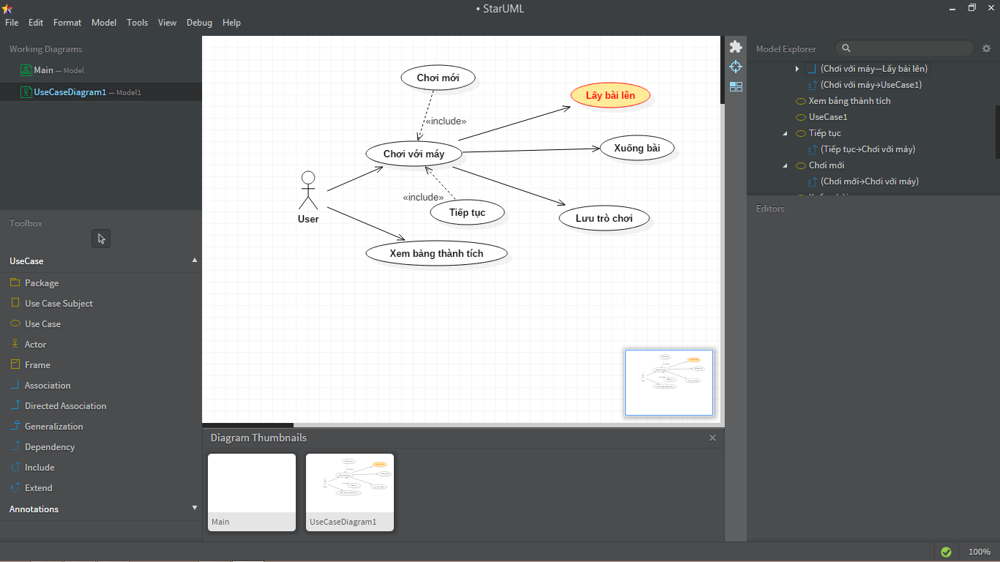 • StarUML
File Edit Format Model Tools View Debug Help
Working Diagrams
Main — Model
UseCaseDiagram1 — Model1
Toolbox
UseCase
Package
Use Case Subject
Use Case
Actor
Frame
Association
Directed Association
Generalization
Dependency
Include
Extend
Annotations
Chơi mới
Lấy bài lên
«include»
Chơi với máy
Xuống bài
«include»
Tiếp tục
Lưu trò chơi
User
Xem bảng thành tích
Diagram Thumbnails
Main
UseCaseDiagram1
Model Explorer
(Chơi với máy—Lấy bài lên)
(Chơi với máy→UseCase1)
Xem bảng thành tích
UseCase1
Tiếp tục
(Tiếp tục→Chơi với máy)
Chơi mới
(Chơi mới→Chơi với máy)
Editors
100%